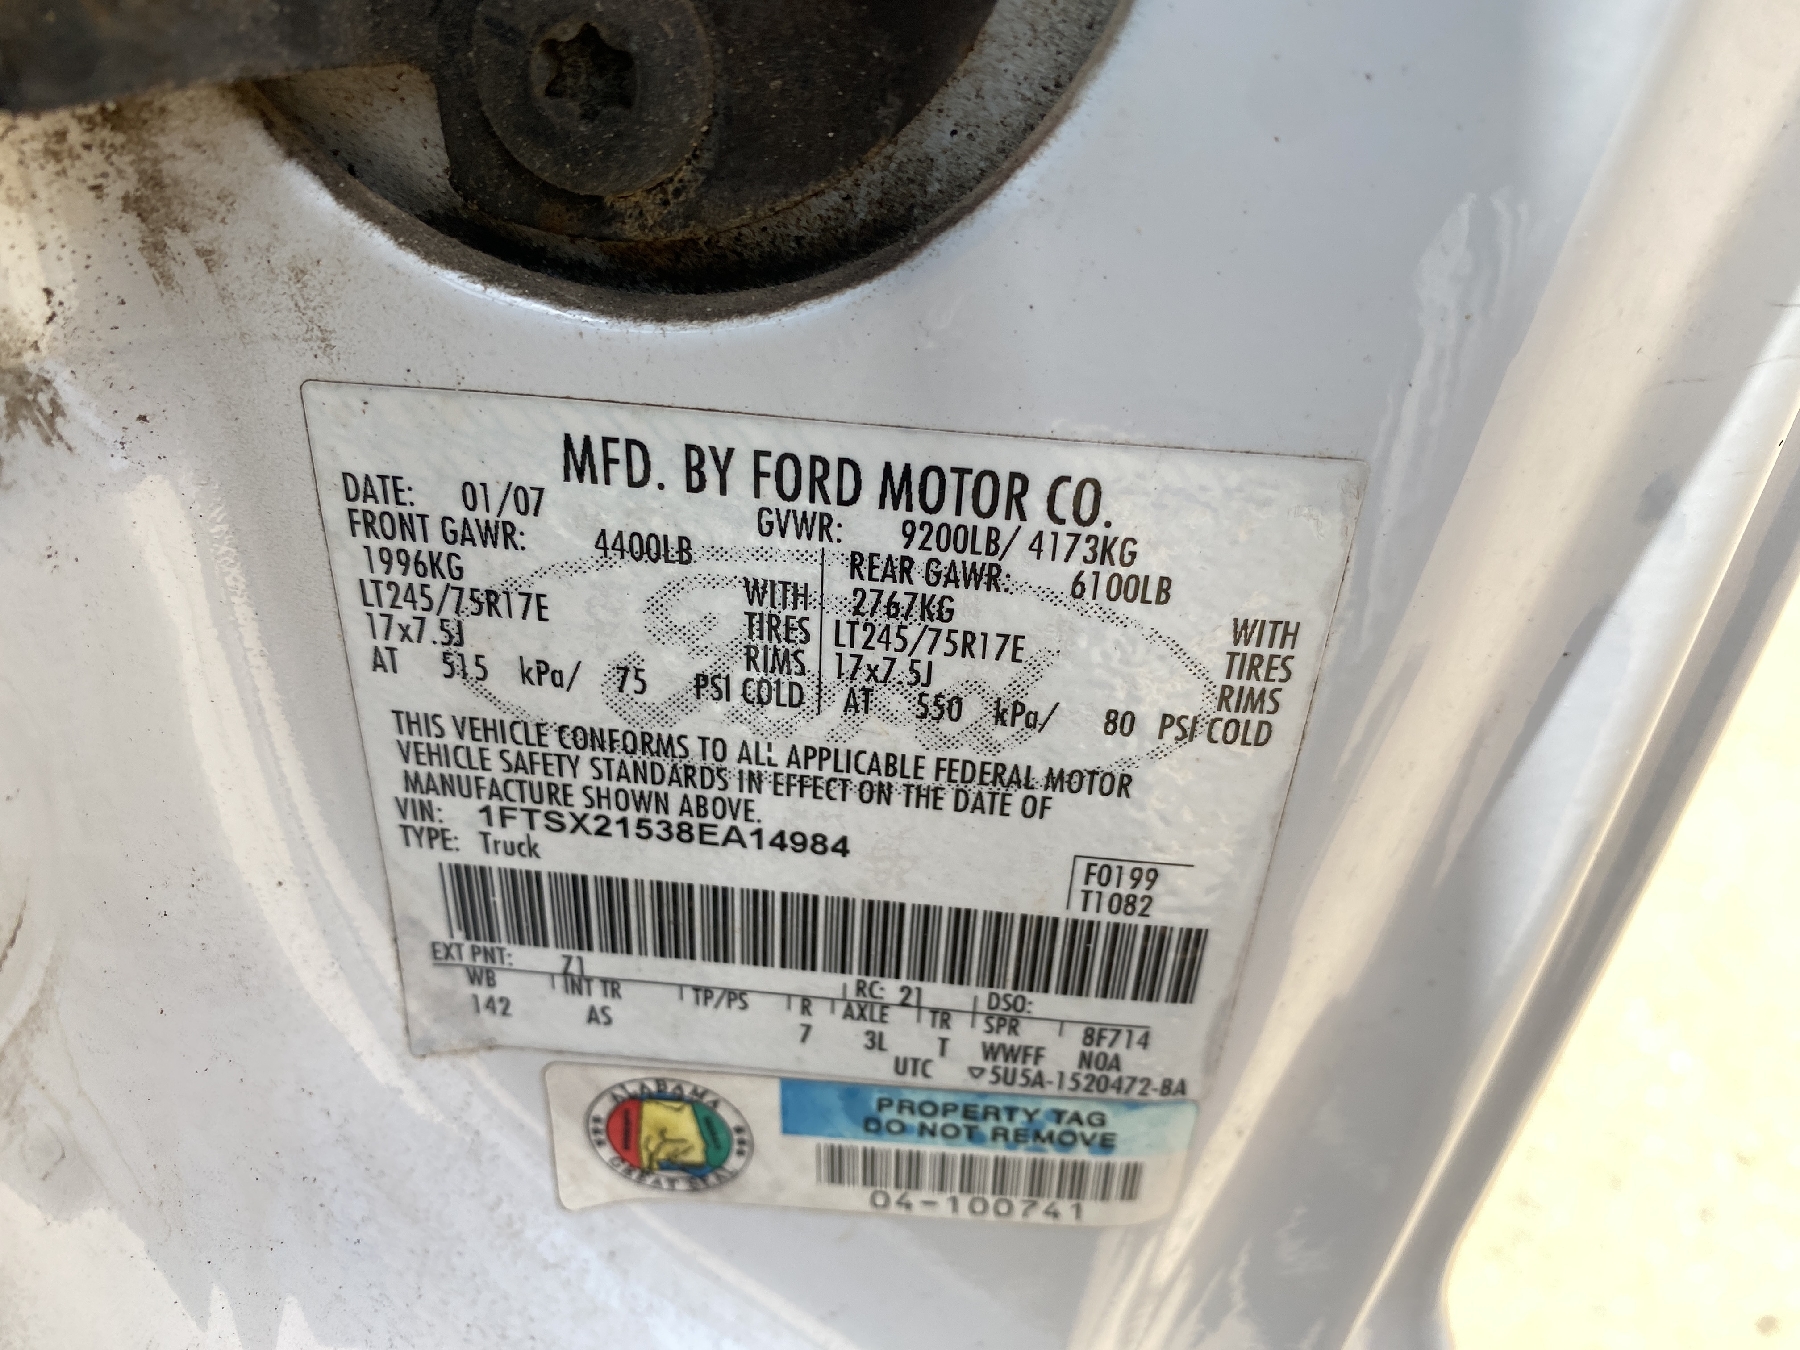 MFD. BY FORD MOTOR CO.
DATE: 01/07 GVWR: 9200LB/ 4173KG
FRONT GAWR: 4400LB REAR GAWR: 6100LB
1996KG WITH 2767KG WITH
LT245/75R17E TIRES LT245/75R17E TIRES
17x7.5J RIMS 17x7.5J RIMS
AT 515 kPa/ 75 PSI COLD AT 550 kPa/ 80 PSI COLD
THIS VEHICLE CONFORMS TO ALL APPLICABLE FEDERAL MOTOR
VEHICLE SAFETY STANDARDS IN EFFECT ON THE DATE OF
MANUFACTURE SHOWN ABOVE.
VIN: 1FTSX21538EA14984
TYPE: Truck
F0199
T1082
EXT PNT: Z1 RC: 21 DSO:
WB INT TR TP/PS R AXLE TR SPR 8F714
142 AS 7 3L T WWFF N0A
UTC ▽5U5A-1520472-BA
ALABAMA
GREAT SEAL
PROPERTY TAG
DO NOT REMOVE
04-100741